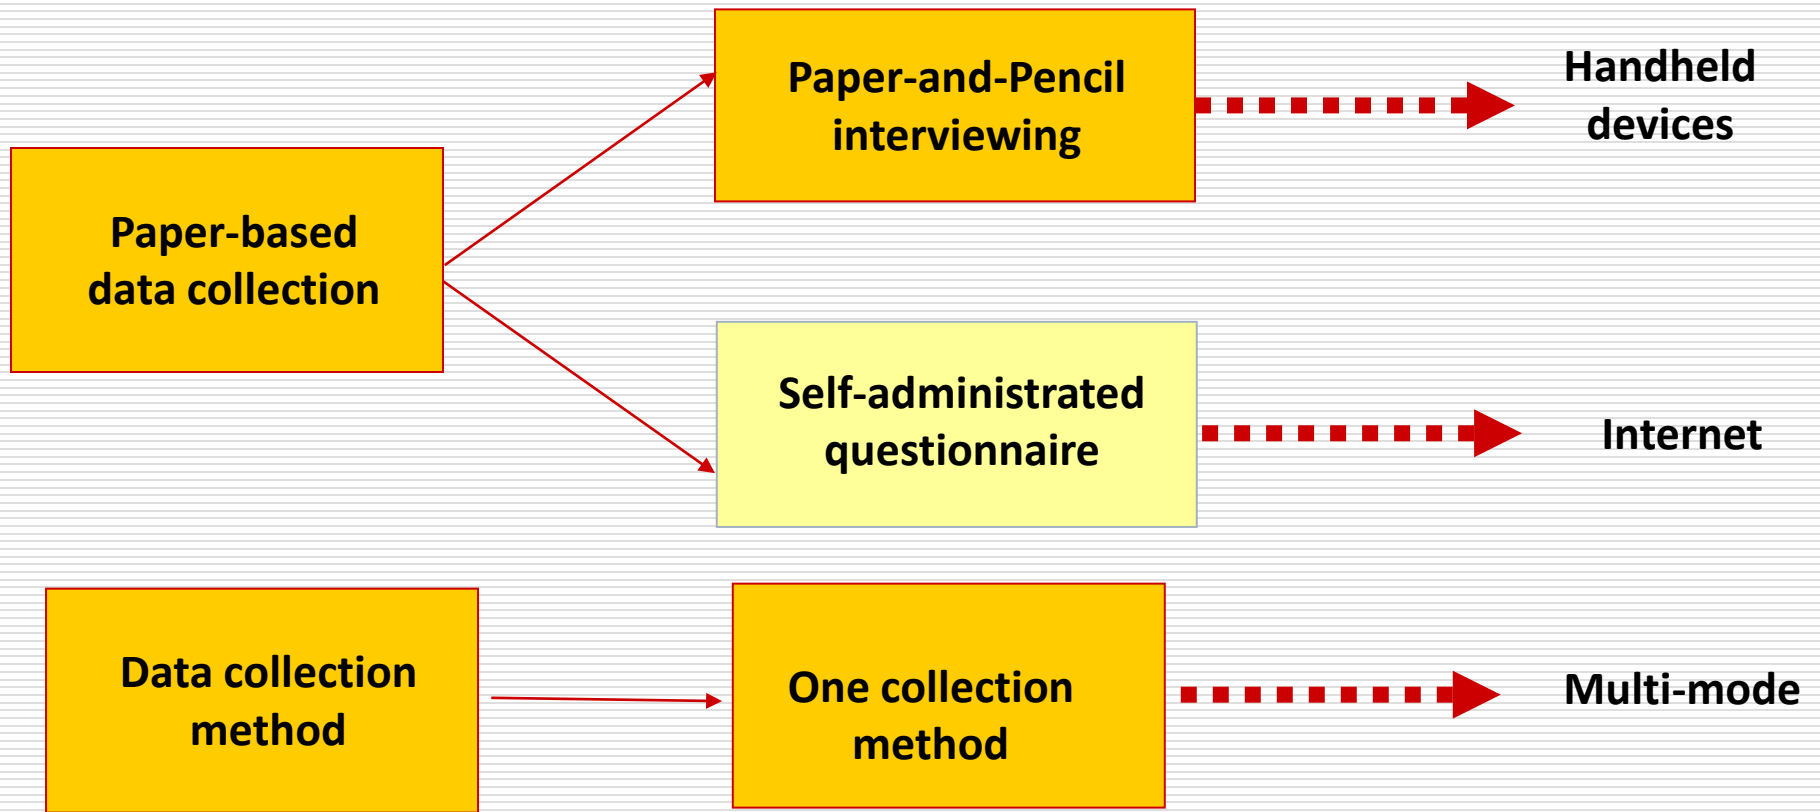 Paper-based
data collection
Paper-and-Pencil
interviewing
Handheld
devices
Self-administrated
questionnaire
Internet
Data collection
method
One collection
method
Multi-mode